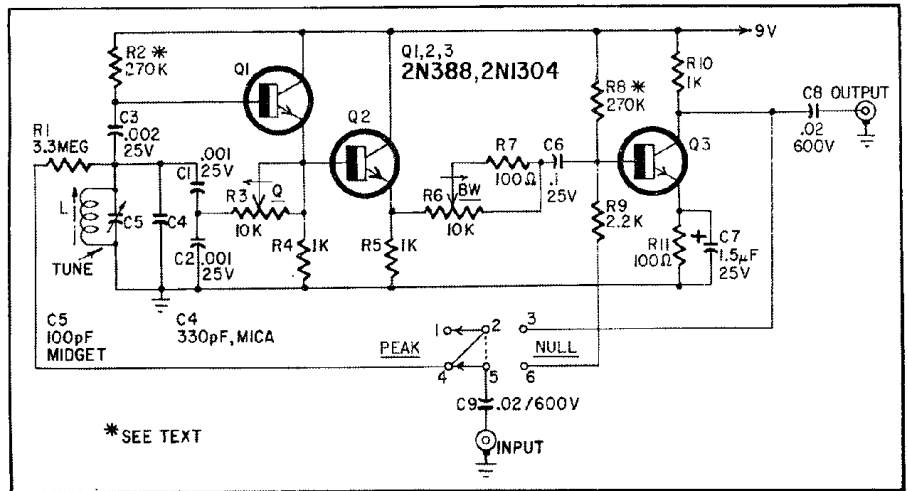 9V
R2 *
270K
Q1
Q1,2,3
2N388,2N1304
R10
1K
C8 OUTPUT
.02
600V
R8 *
270K
C3
.002
25V
Q2
R1
3.3MEG
.001
25V
C1
R7
100Ω
C6
.1
25V
Q3
L
C5
C4
R3
Q
10K
R6
BW
10K
R9
2.2K
TUNE
C2
.001
25V
R4
1K
R5
1K
R11
100Ω
+
C7
1.5µF
25V
C5
100pF
MIDGET
C4
330pF, MICA
1
2
3
PEAK
NULL
4
5
6
C9
.02/600V
*SEE TEXT
INPUT